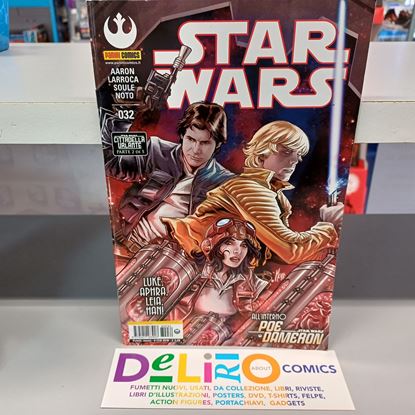 PANINI COMICS
STAR
WARS
AARON
LARROCA
SOULE
NOTO
032
CITTADELLA
URLANTE
PARTE 2 DI 5
LUKE,
APHRA,
LEIA,
HAN!
ALL'INTERNO
STAR WARS
POE
DAMERON
DeLiRiO
ABOUT
COMICS
FUMETTI NUOVI, USATI, DA COLLEZIONE, LIBRI, RIVISTE,
LIBRI D'ILLUSTRAZIONI, POSTERS, DVD, T-SHIRTS, FELPE,
ACTION FIGURES, PORTACHIAVI, GADGETS